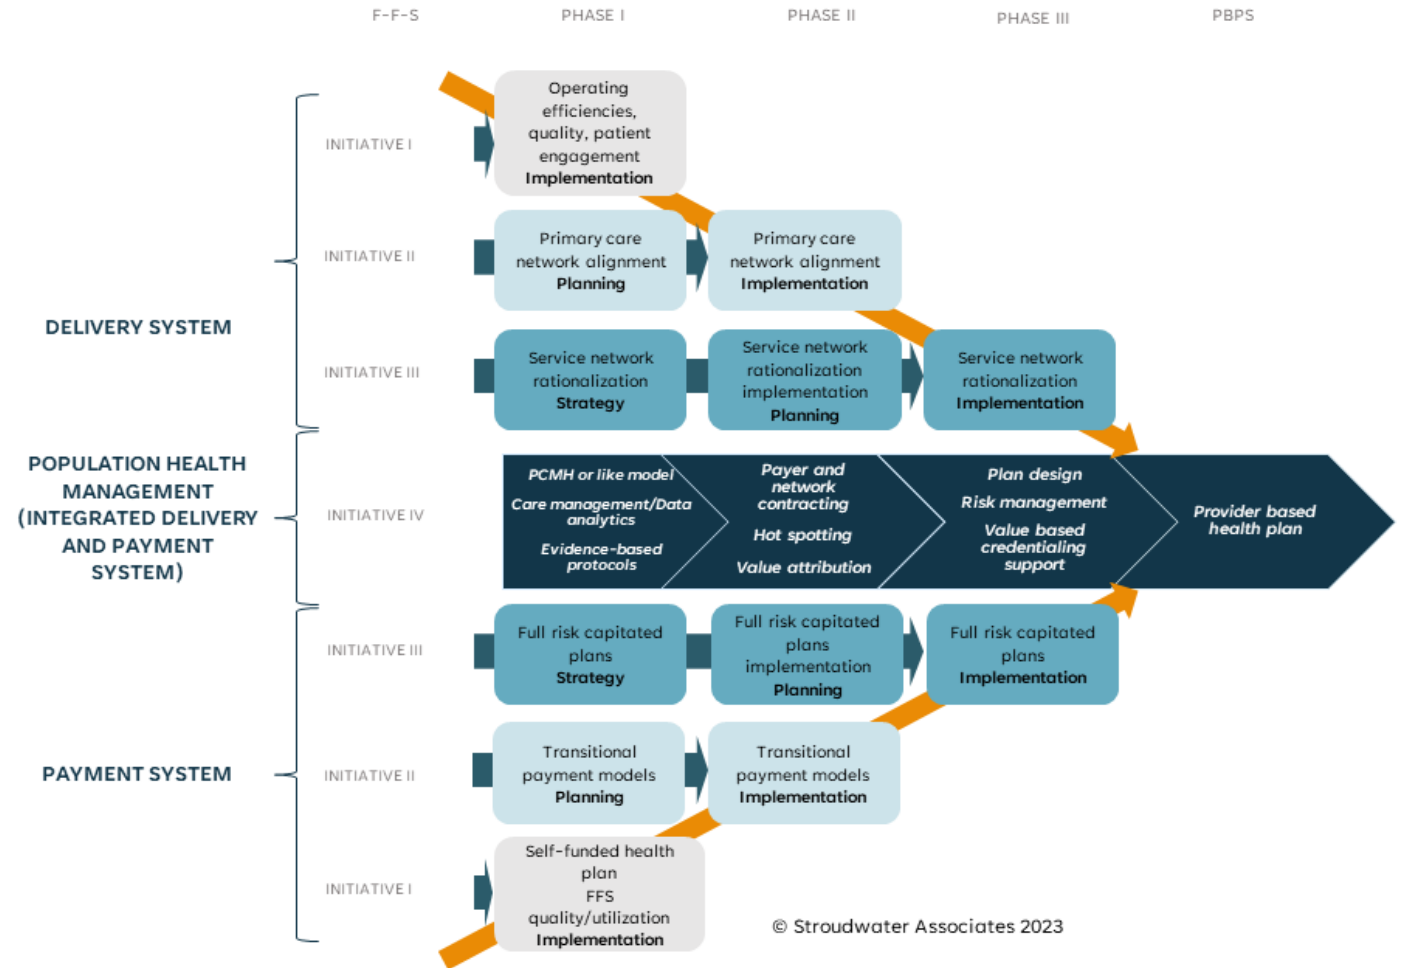 F-F-S
PHASE I
PHASE II
PHASE III
PBPS
DELIVERY SYSTEM
INITIATIVE I
Operating
efficiencies,
quality, patient
engagement
Implementation
INITIATIVE II
Primary care
network alignment
Planning
Primary care
network alignment
Implementation
INITIATIVE III
Service network
rationalization
Strategy
Service network
rationalization
implementation
Planning
Service network
rationalization
Implementation
POPULATION HEALTH
MANAGEMENT
(INTEGRATED DELIVERY
AND PAYMENT
SYSTEM)
INITIATIVE IV
PCMH or like model
Care management/Data
analytics
Evidence-based
protocols
Payer and
network
contracting
Hot spotting
Value attribution
Plan design
Risk management
Value based
credentialing
support
Provider based
health plan
PAYMENT SYSTEM
INITIATIVE III
Full risk capitated
plans
Strategy
Full risk capitated
plans
implementation
Planning
Full risk capitated
plans
Implementation
INITIATIVE II
Transitional
payment models
Planning
Transitional
payment models
Implementation
INITIATIVE I
Self-funded health
plan
FFS
quality/utilization
Implementation
© Stroudwater Associates 2023